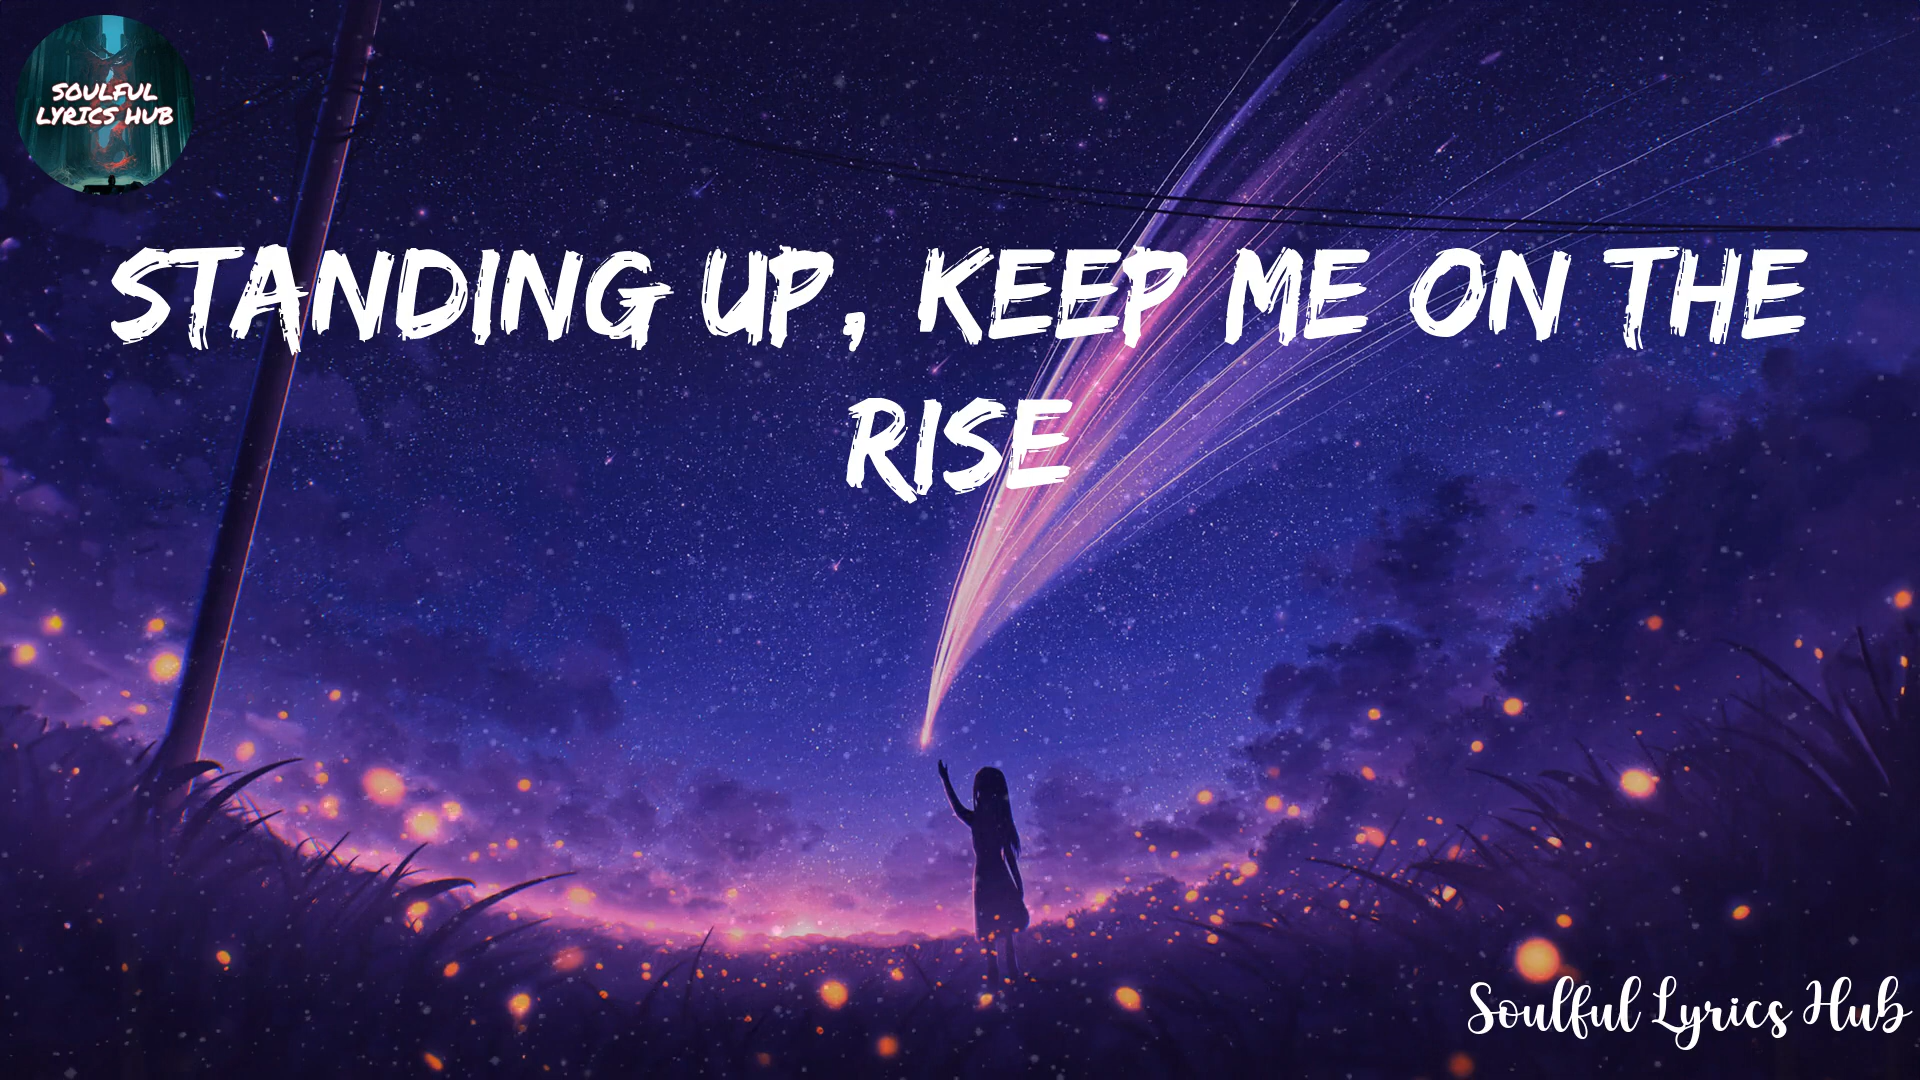 SOULFUL
LYRICS HUB
STANDING UP, KEEP ME ON THE
RISE
Soulful Lyrics Hub